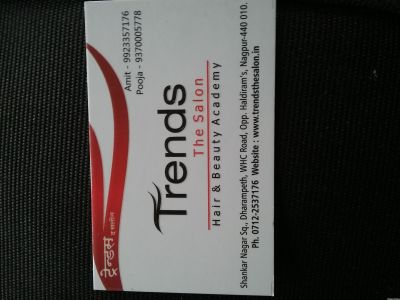 Amit - 9923357176
Pooja - 9370005778
Trends
The Salon
Hair & Beauty Academy
ट्रेन्डस द सलॉन
Shankar Nagar Sq., Dharampeth, WHC Road, Opp. Haldiram's, Nagpur-440 010.
Ph. 0712-2537176 Website : www.trendsthesalon.in